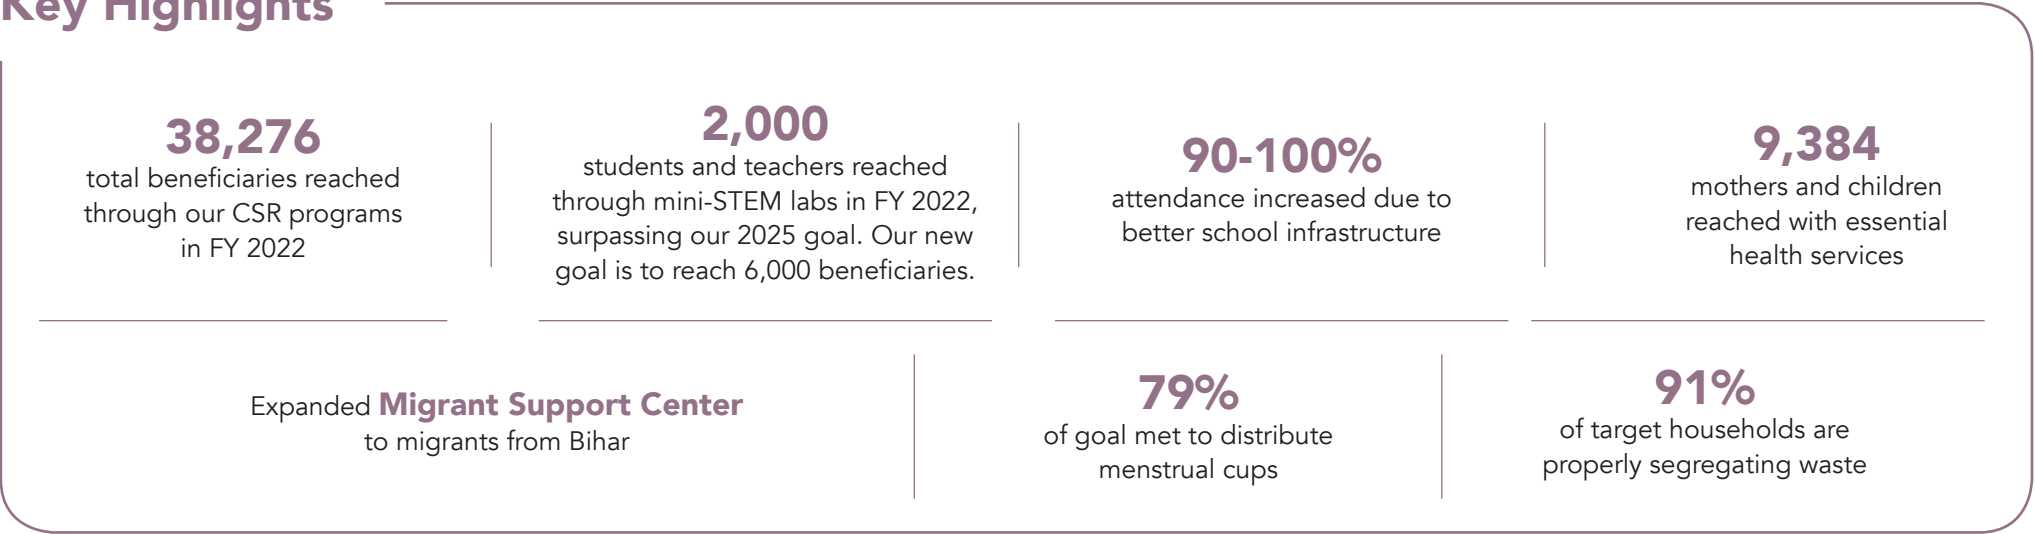 Key Highlights
38,276
total beneficiaries reached
through our CSR programs
in FY 2022
2,000
students and teachers reached
through mini-STEM labs in FY 2022,
surpassing our 2025 goal. Our new
goal is to reach 6,000 beneficiaries.
90-100%
attendance increased due to
better school infrastructure
9,384
mothers and children
reached with essential
health services
Expanded Migrant Support Center
to migrants from Bihar
79%
of goal met to distribute
menstrual cups
91%
of target households are
properly segregating waste